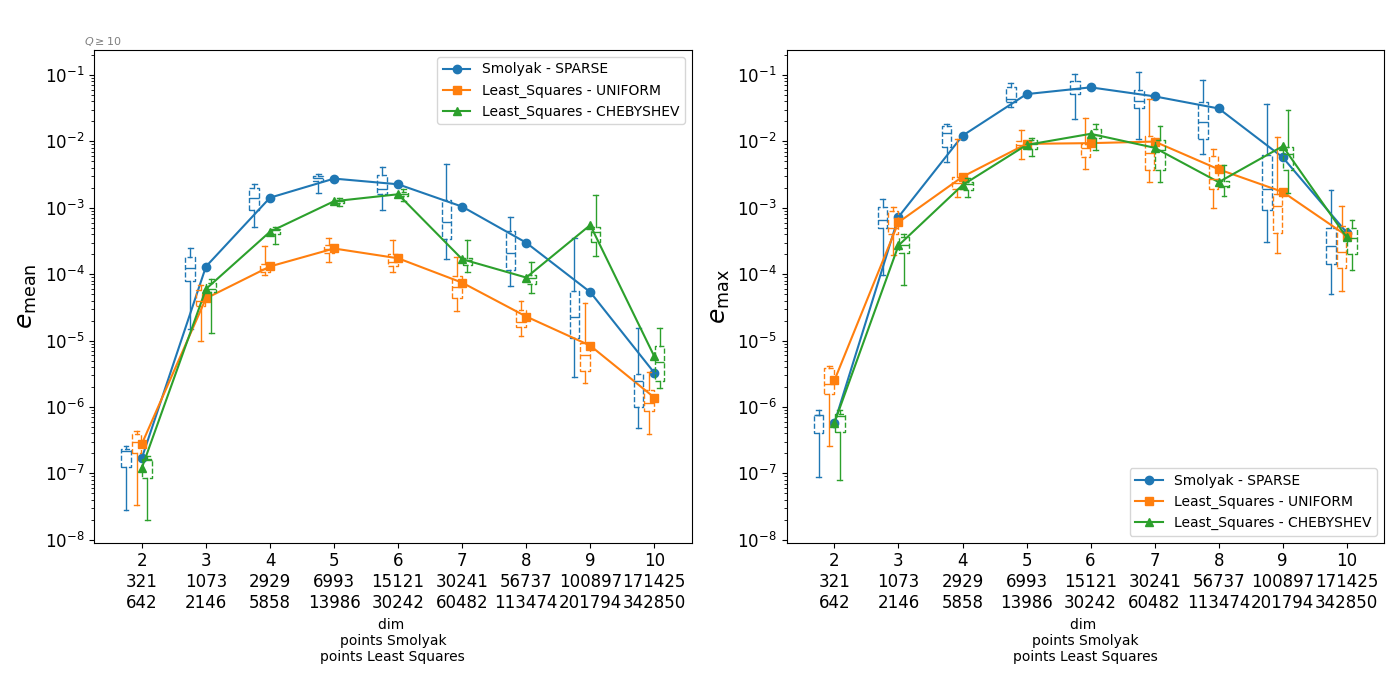 Q ≥ 10
10⁻¹
10⁻²
10⁻³
10⁻⁴
10⁻⁵
10⁻⁶
10⁻⁷
10⁻⁸
e_mean
Smolyak - SPARSE
Least_Squares - UNIFORM
Least_Squares - CHEBYSHEV
2 3 4 5 6 7 8 9 10
321 1073 2929 6993 15121 30241 56737 100897 171425
642 2146 5858 13986 30242 60482 113474 201794 342850
dim
points Smolyak
points Least Squares
10⁻¹
10⁻²
10⁻³
10⁻⁴
10⁻⁵
10⁻⁶
10⁻⁷
10⁻⁸
e_max
Smolyak - SPARSE
Least_Squares - UNIFORM
Least_Squares - CHEBYSHEV
2 3 4 5 6 7 8 9 10
321 1073 2929 6993 15121 30241 56737 100897 171425
642 2146 5858 13986 30242 60482 113474 201794 342850
dim
points Smolyak
points Least Squares